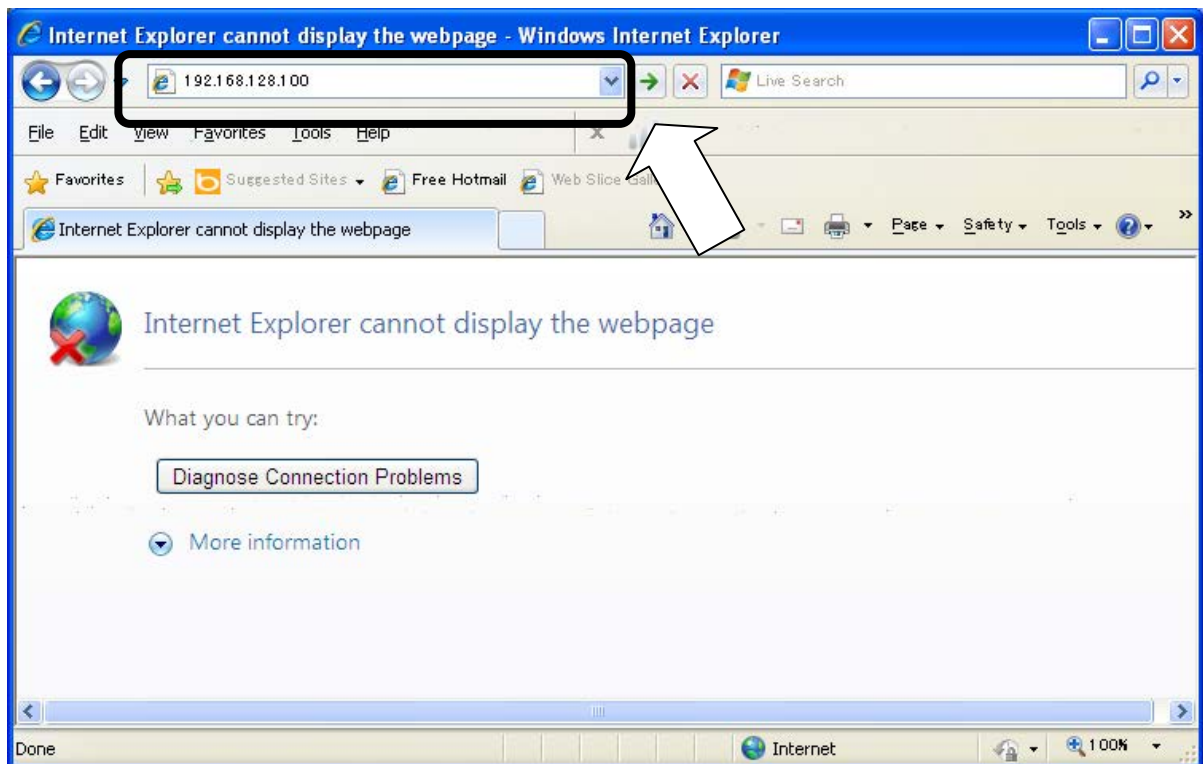 Internet Explorer cannot display the webpage - Windows Internet Explorer
192.168.128.100
Live Search
File Edit View Favorites Tools Help
x
Favorites Suggested Sites Free Hotmail Web Slice
Internet Explorer cannot display the webpage
Page Safety Tools »
Internet Explorer cannot display the webpage
What you can try:
Diagnose Connection Problems
More information
Done
Internet
100%